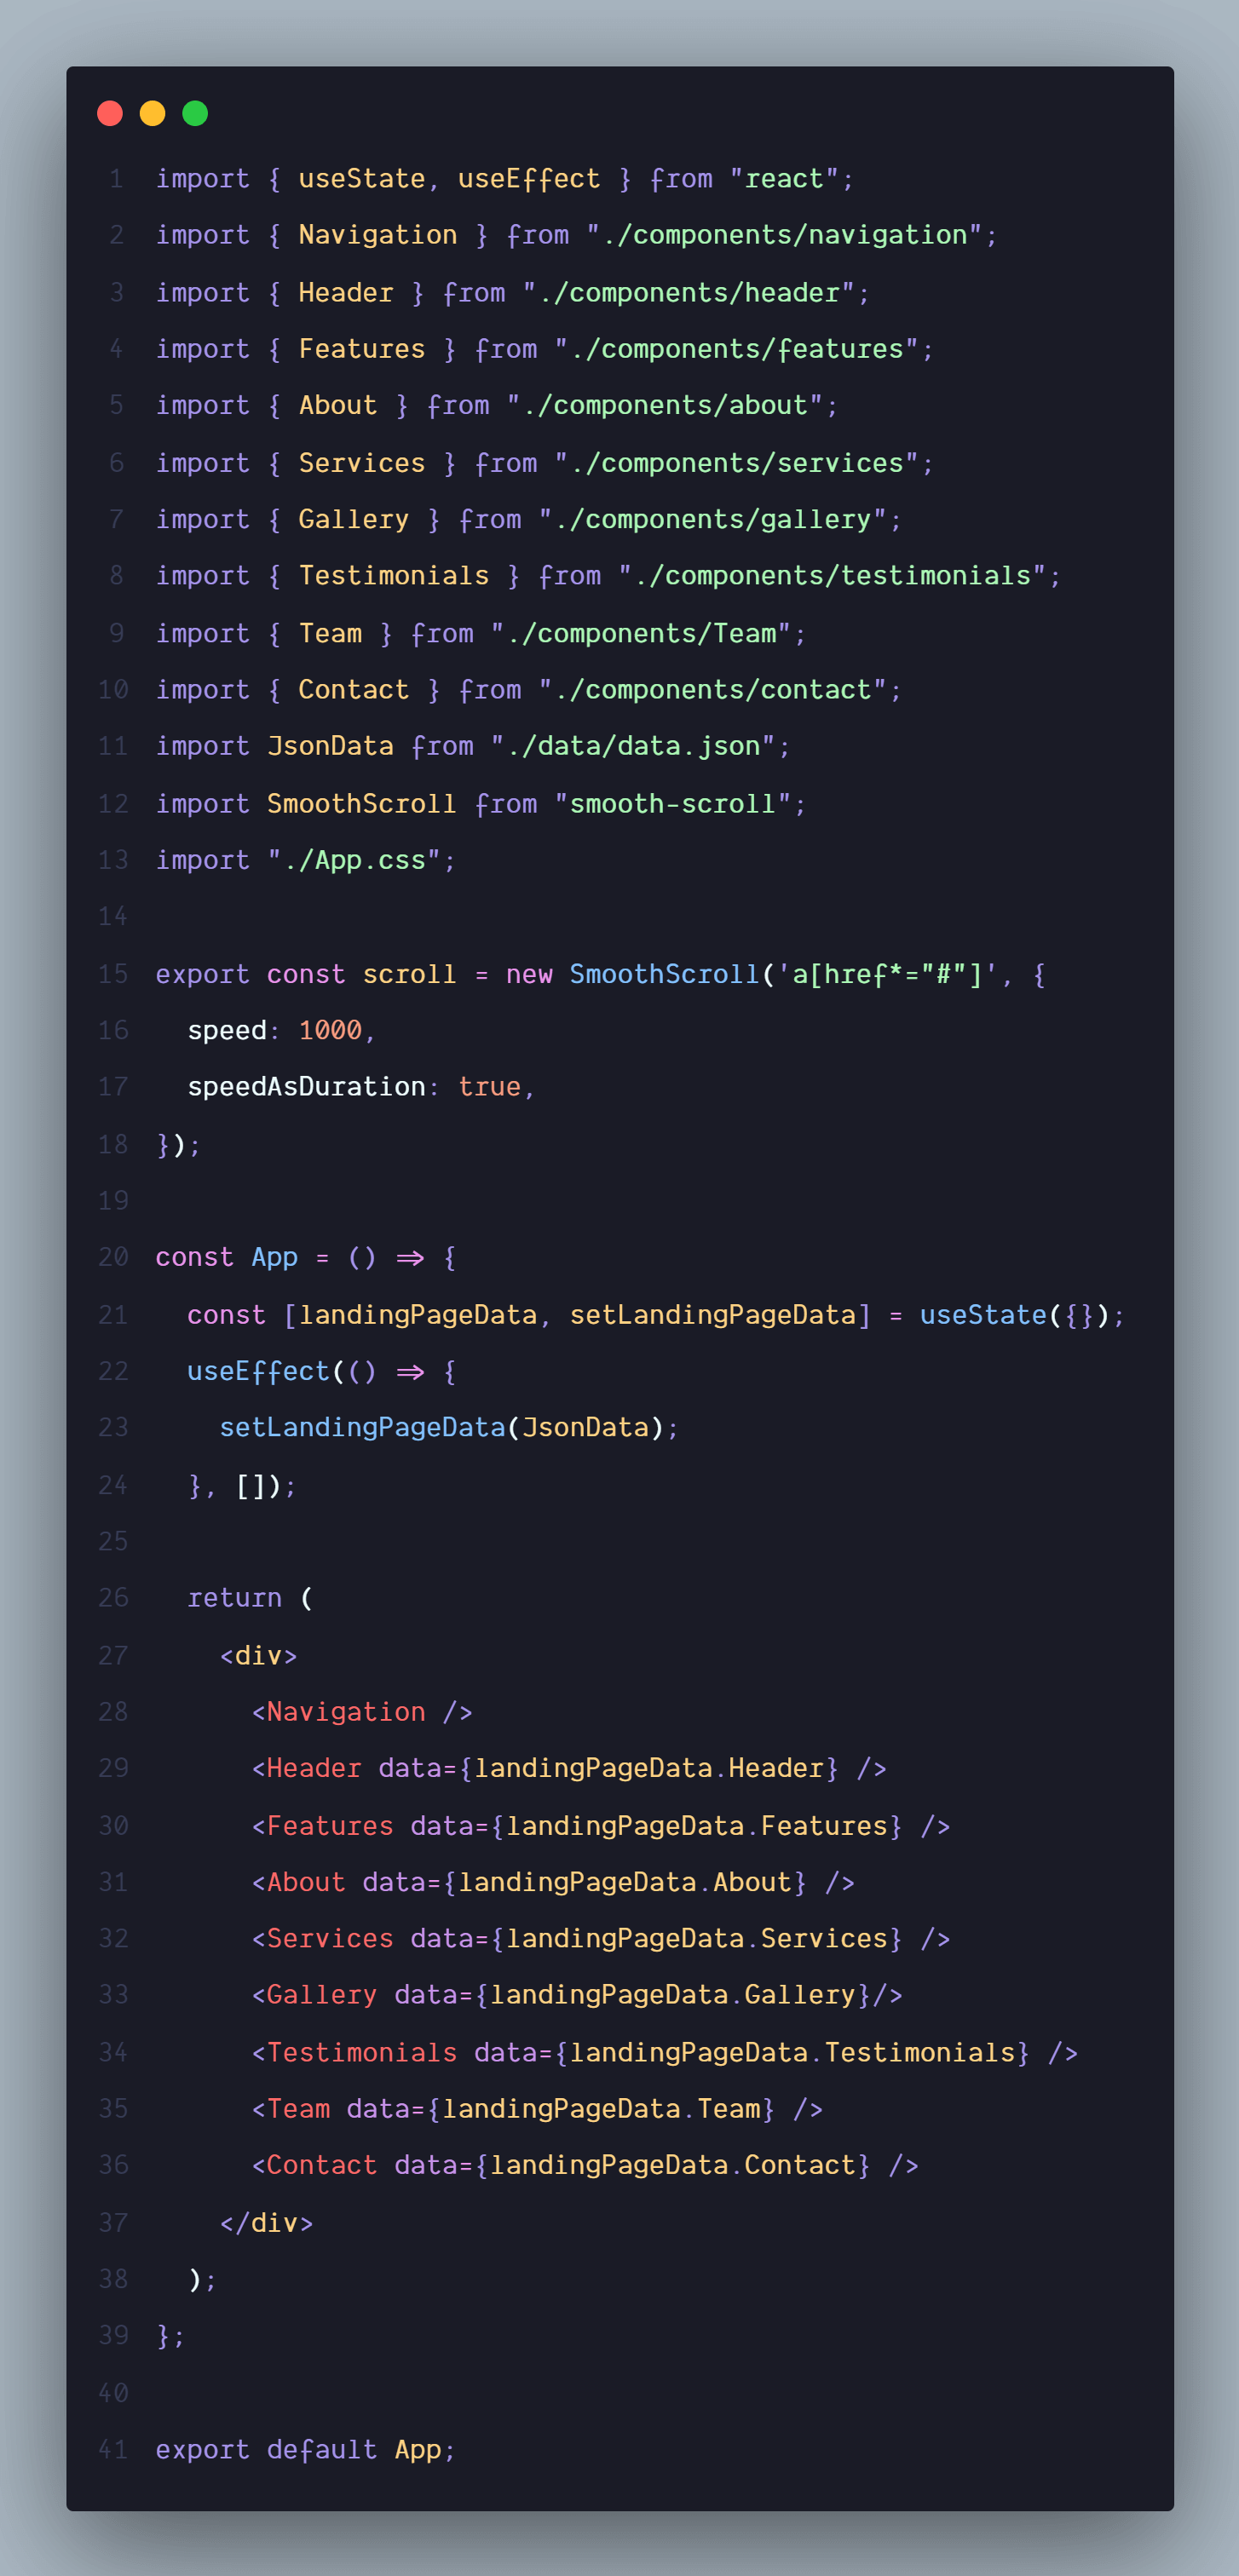 1 import { useState, useEffect } from "react";
2 import { Navigation } from "./components/navigation";
3 import { Header } from "./components/header";
4 import { Features } from "./components/features";
5 import { About } from "./components/about";
6 import { Services } from "./components/services";
7 import { Gallery } from "./components/gallery";
8 import { Testimonials } from "./components/testimonials";
9 import { Team } from "./components/Team";
10 import { Contact } from "./components/contact";
11 import JsonData from "./data/data.json";
12 import SmoothScroll from "smooth-scroll";
13 import "./App.css";
14
15 export const scroll = new SmoothScroll('a[href*="#"]', {
16   speed: 1000,
17   speedAsDuration: true,
18 });
19
20 const App = () => {
21   const [landingPageData, setLandingPageData] = useState({});
22   useEffect(() => {
23     setLandingPageData(JsonData);
24   }, []);
25
26   return (
27     <div>
28       <Navigation />
29       <Header data={landingPageData.Header} />
30       <Features data={landingPageData.Features} />
31       <About data={landingPageData.About} />
32       <Services data={landingPageData.Services} />
33       <Gallery data={landingPageData.Gallery}/>
34       <Testimonials data={landingPageData.Testimonials} />
35       <Team data={landingPageData.Team} />
36       <Contact data={landingPageData.Contact} />
37     </div>
38   );
39 };
40
41 export default App;